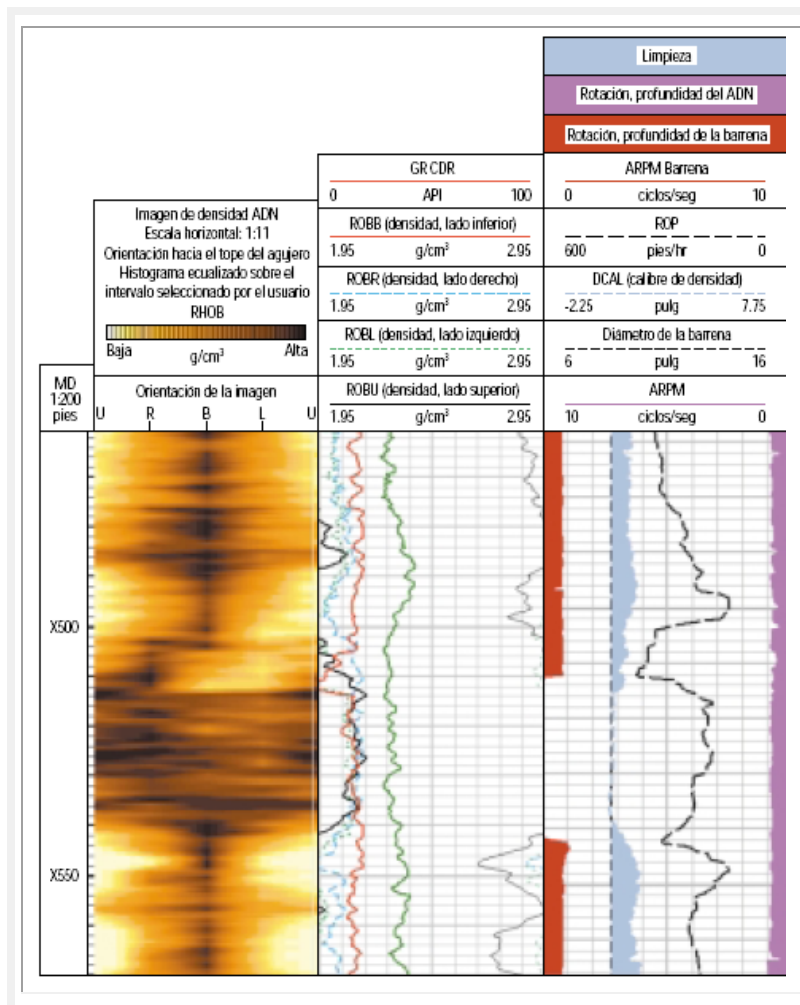 Limpieza
Rotación, profundidad del ADN
Rotación, profundidad de la barrena
Imagen de densidad ADN
Escala horizontal: 1:11
Orientación hacia el tope del agujero
Histograma ecualizado sobre el
intervalo seleccionado por el usuario
RHOB
Baja g/cm³ Alta
MD
1:200
pies
Orientación de la imagen
U R B L U
GR CDR
0 API 100
ROBB (densidad, lado inferior)
1.95 g/cm³ 2.95
ROBR (densidad, lado derecho)
1.95 g/cm³ 2.95
ROBL (densidad, lado izquierdo)
1.95 g/cm³ 2.95
ROBU (densidad, lado superior)
1.95 g/cm³ 2.95
ARPM Barrena
0 ciclos/seg 10
ROP
600 pies/hr 0
DCAL (calibre de densidad)
-2.25 pulg 7.75
Diámetro de la barrena
6 pulg 16
ARPM
10 ciclos/seg 0
X500
X550